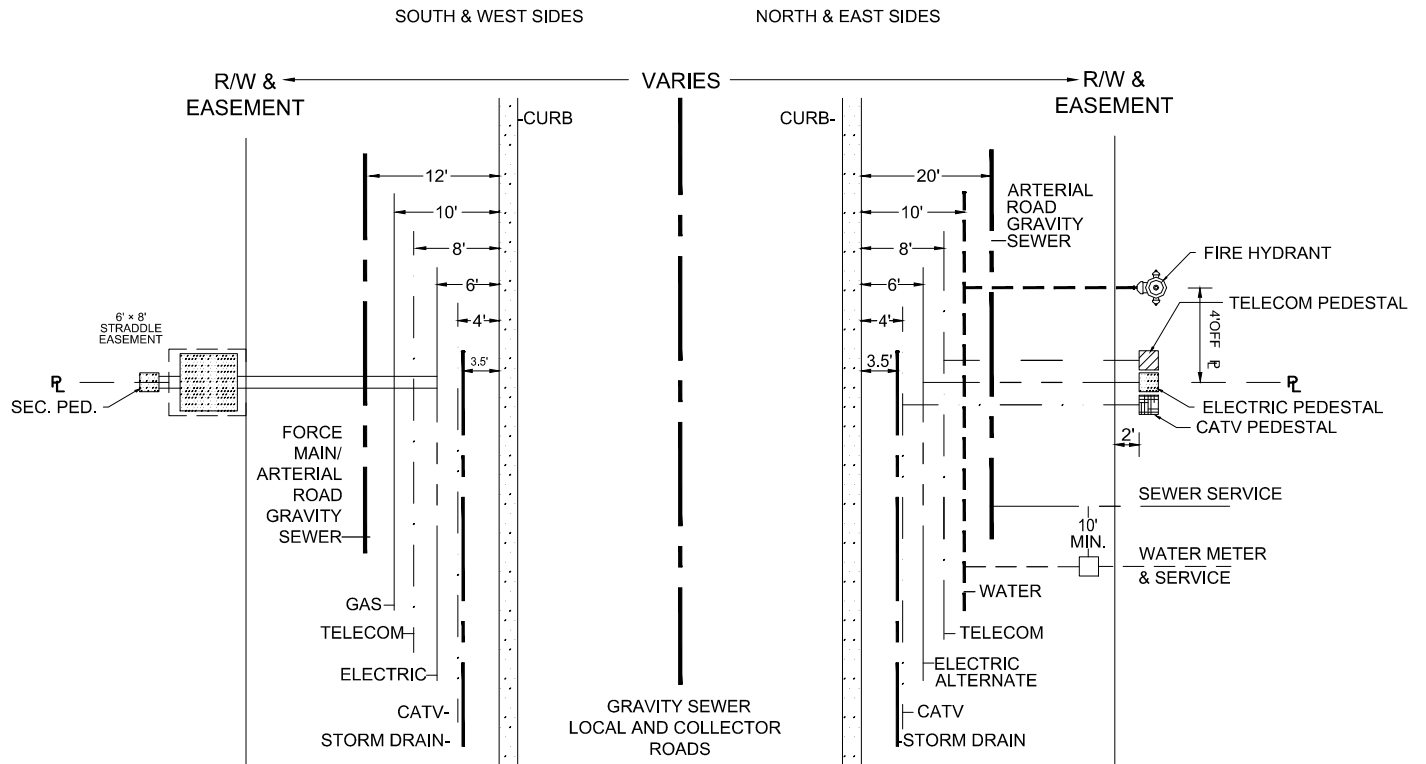 SOUTH & WEST SIDES
NORTH & EAST SIDES
R/W &
EASEMENT
VARIES
R/W &
EASEMENT
CURB
CURB
12'
10'
8'
6'
4'
3.5'
20'
10'
8'
6'
4'
3.5'
ARTERIAL
ROAD
GRAVITY
SEWER
FIRE HYDRANT
TELECOM PEDESTAL
4'OFF PL
PL
ELECTRIC PEDESTAL
CATV PEDESTAL
2'
6' × 8'
STRADDLE
EASEMENT
PL
SEC. PED.
FORCE
MAIN/
ARTERIAL
ROAD
GRAVITY
SEWER
GAS
TELECOM
ELECTRIC
CATV
STORM DRAIN
GRAVITY SEWER
LOCAL AND COLLECTOR
ROADS
SEWER SERVICE
10'
MIN.
WATER METER
& SERVICE
WATER
TELECOM
ELECTRIC
ALTERNATE
CATV
STORM DRAIN